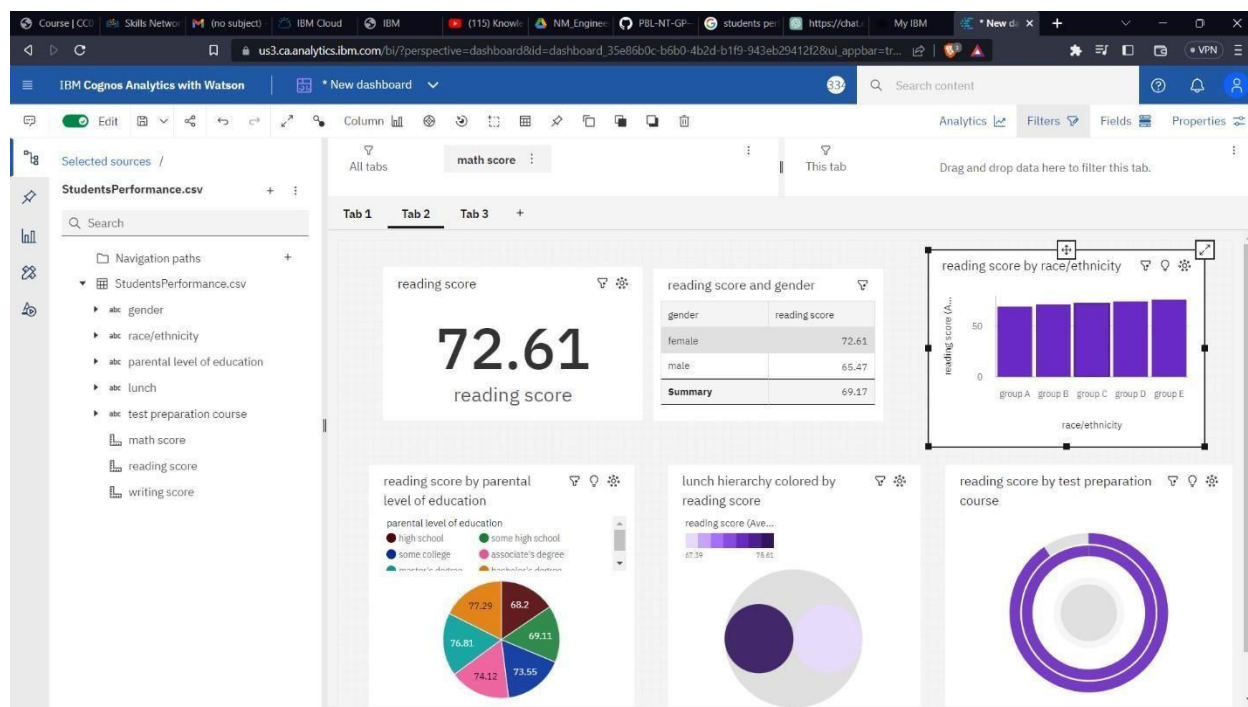 Course | CC
Skills Networ
(no subject)
IBM Cloud
IBM
(115) Knowle
NM_Enginee
PBL-NT-GP-
students per
https://chat.
My IBM
* New d
us3.ca.analytics.ibm.com/bi/?perspective=dashboard&id=dashboard_35e86b0c-b6b0-4b2d-b1f9-943eb29412f2&ui_appbar=tr...
VPN
IBM Cognos Analytics with Watson
* New dashboard
334
Search content
Edit
Column
Analytics
Filters
Fields
Properties
Selected sources /
StudentsPerformance.csv
Search
Navigation paths
StudentsPerformance.csv
abc gender
abc race/ethnicity
abc parental level of education
abc lunch
abc test preparation course
math score
reading score
writing score
All tabs
math score
This tab
Drag and drop data here to filter this tab.
Tab 1
Tab 2
Tab 3
reading score
72.61
reading score
reading score and gender
gender reading score
female 72.61
male 65.47
Summary 69.17
reading score by race/ethnicity
reading score (A...
50
0
group A group B group C group D group E
race/ethnicity
reading score by parental
level of education
parental level of education
high school some high school
some college associate's degree
master's degree bachelor's degree
77.29
68.2
76.81
69.11
74.12
73.55
lunch hierarchy colored by
reading score
reading score (Ave...
67.39 75.61
reading score by test preparation
course